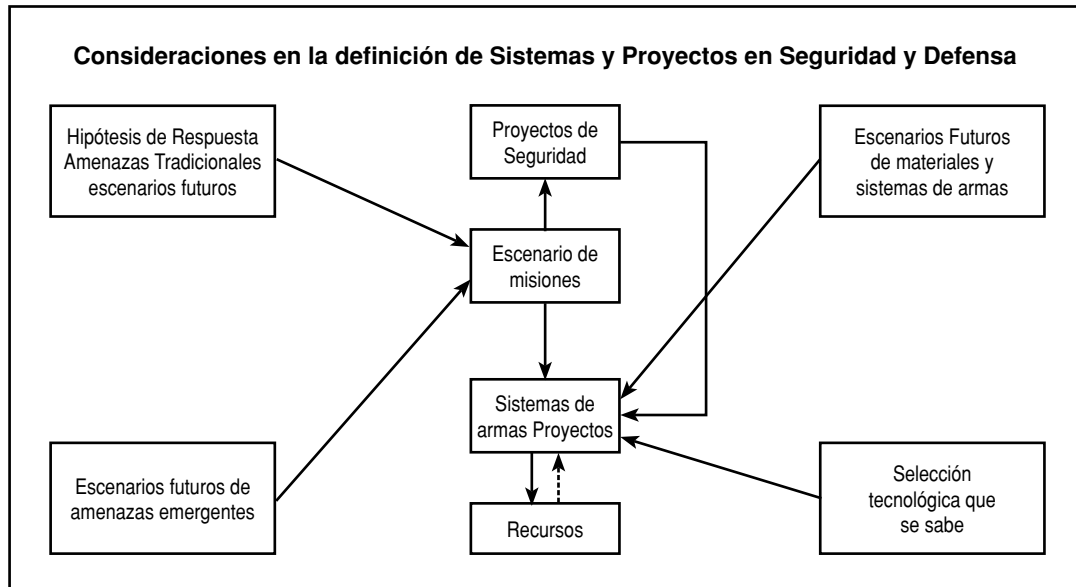 Consideraciones en la definición de Sistemas y Proyectos en Seguridad y Defensa
Hipótesis de Respuesta
Amenazas Tradicionales
escenarios futuros
Proyectos de
Seguridad
Escenarios Futuros
de materiales y
sistemas de armas
Escenario de
misiones
Sistemas de
armas Proyectos
Escenarios futuros de
amenazas emergentes
Recursos
Selección
tecnológica que
se sabe